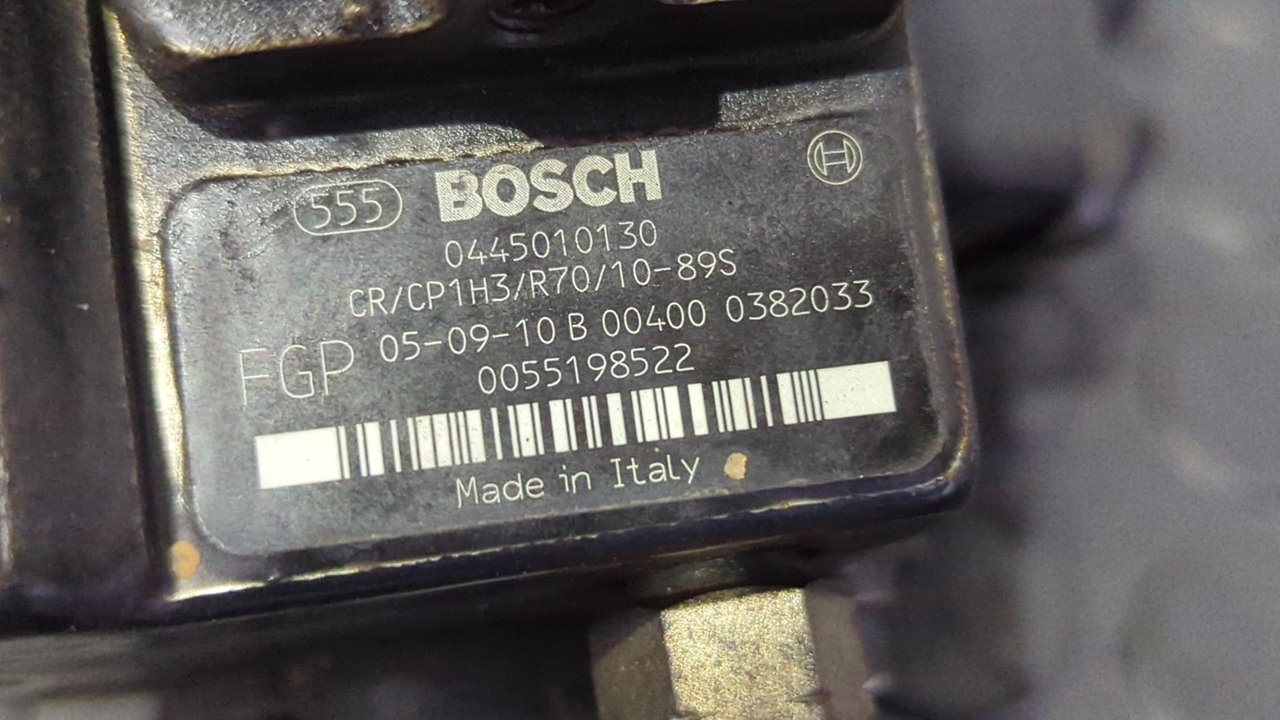 555 BOSCH
0445010130
CR/CP1H3/R70/10-89S
FGP 05-09-10 B 00400 0382033
0055198522
Made in Italy